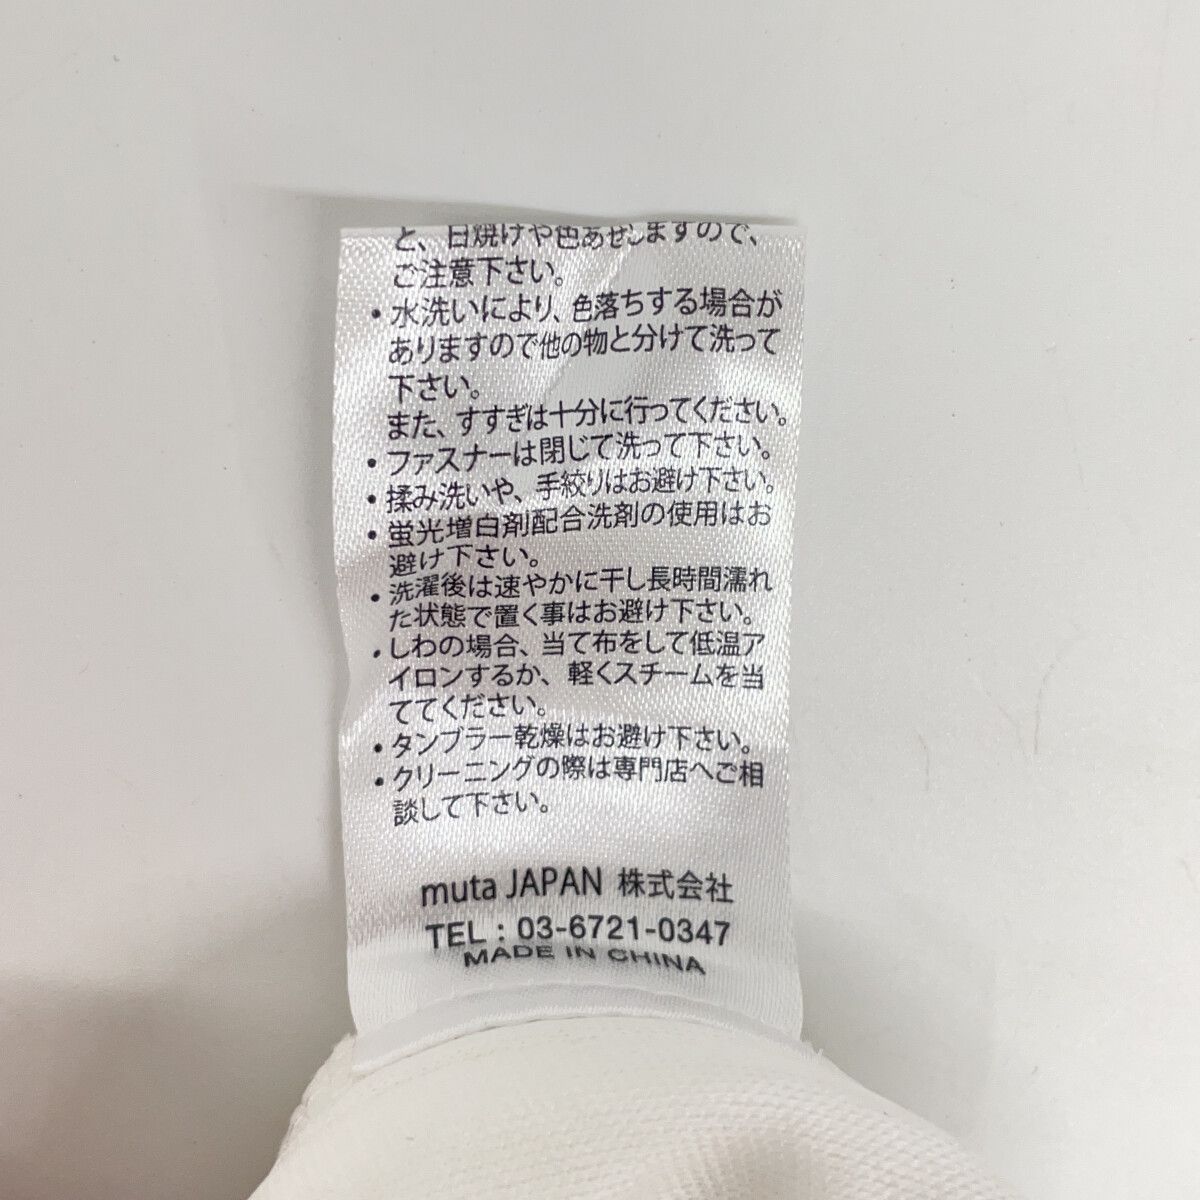 と、日焼けや色あせしますので、
ご注意下さい。
・水洗いにより、色落ちする場合が
ありますので他の物と分けて洗って
下さい。
また、すすぎは十分に行ってください。
・ファスナーは閉じて洗って下さい。
・揉み洗いや、手絞りはお避け下さい。
・蛍光増白剤配合洗剤の使用はお
避け下さい。
・洗濯後は速やかに干し長時間濡れ
た状態で置く事はお避け下さい。
・しわの場合、当て布をして低温ア
イロンするか、軽くスチームを当
ててください。
・タンブラー乾燥はお避け下さい。
・クリーニングの際は専門店へご相
談して下さい。
muta JAPAN 株式会社
TEL : 03-6721-0347
MADE IN CHINA